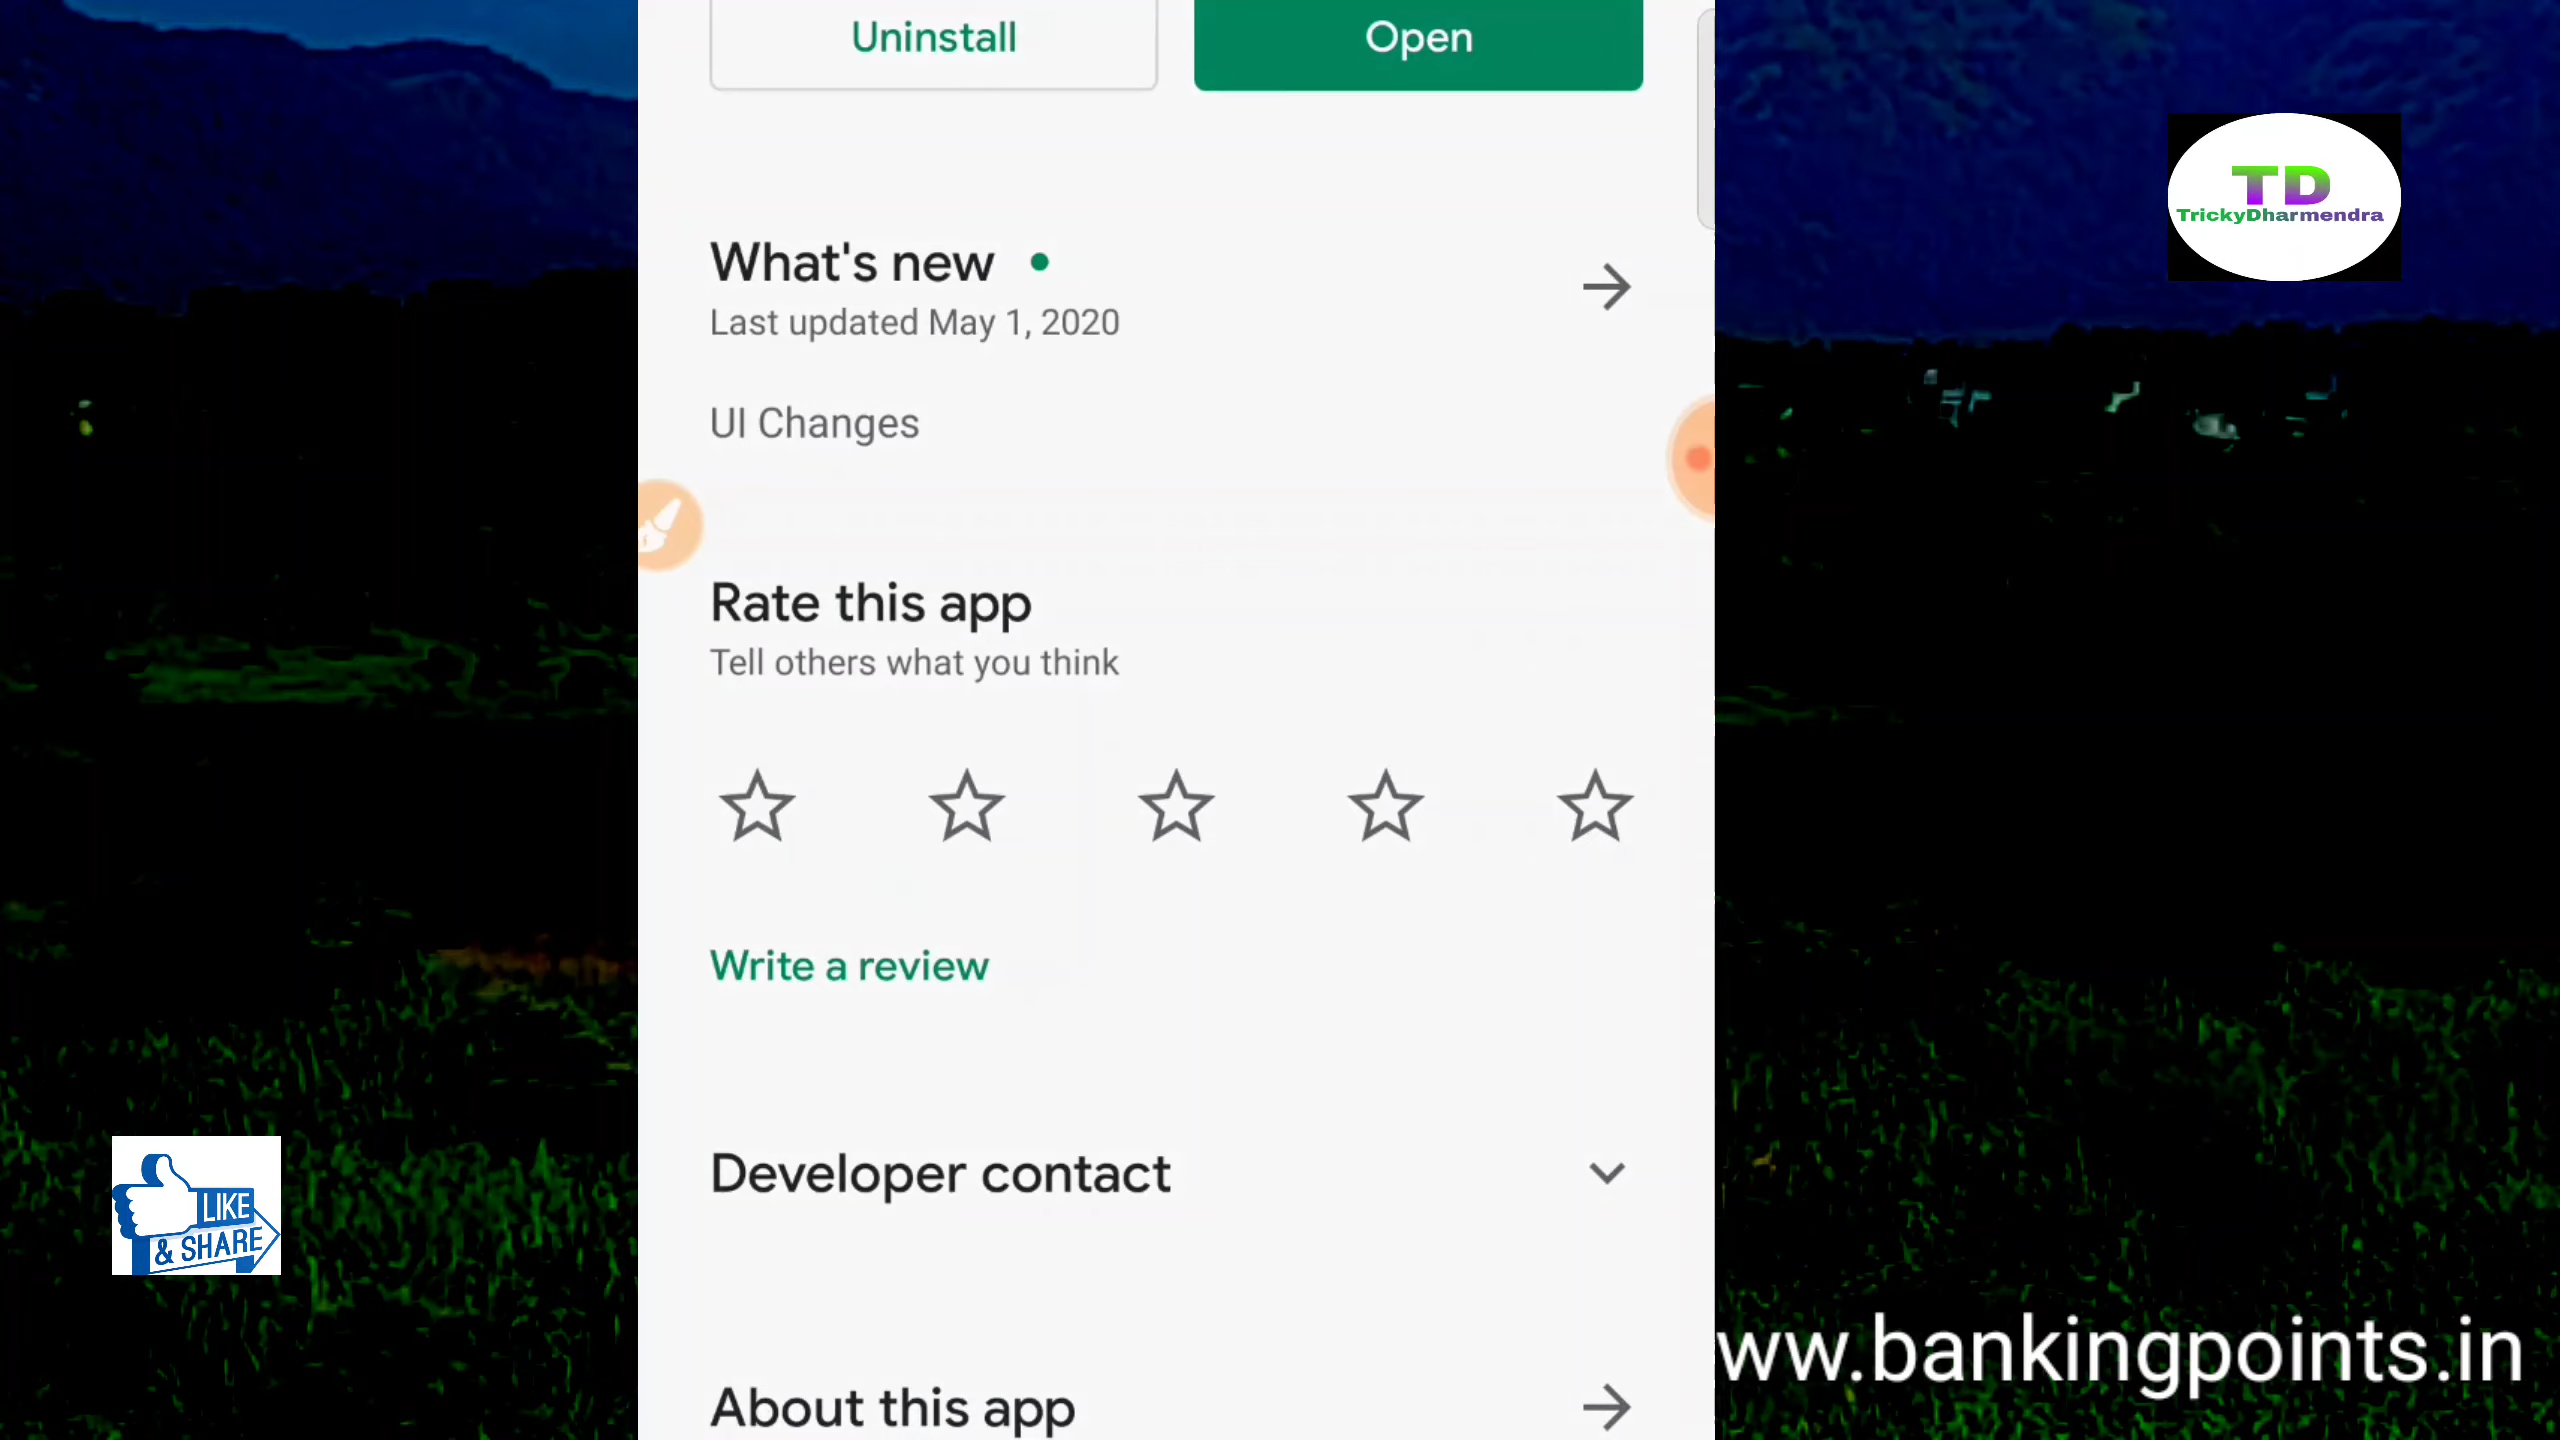 Uninstall
Open
TD
TrickyDharmendra
What's new
Last updated May 1, 2020
UI Changes
Rate this app
Tell others what you think
Write a review
Developer contact
LIKE
& SHARE
ww.bankingpoints.in
About this app